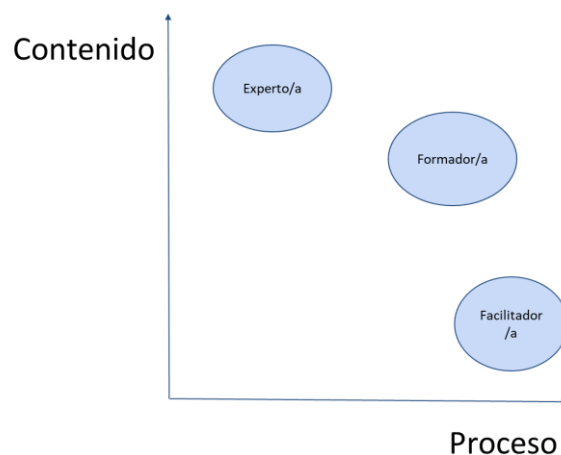 Contenido
Experto/a
Formador/a
Facilitador
/a
Proceso